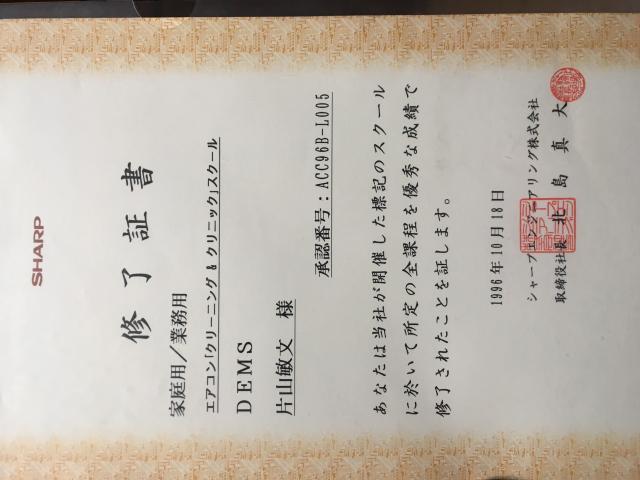 SHARP
修了証書
家庭用／業務用
エアコン「クリーニング & クリニック」スクール
DEMS
片山敏文 様
承認番号：ACC96B-L005
あなたは当社が開催した標記のスクール
に於いて所定の全課程を優秀な成績で
修了されたことを証します。
1996年10月18日
シャープエンジニアリング株式会社
取締役社長 北島真大